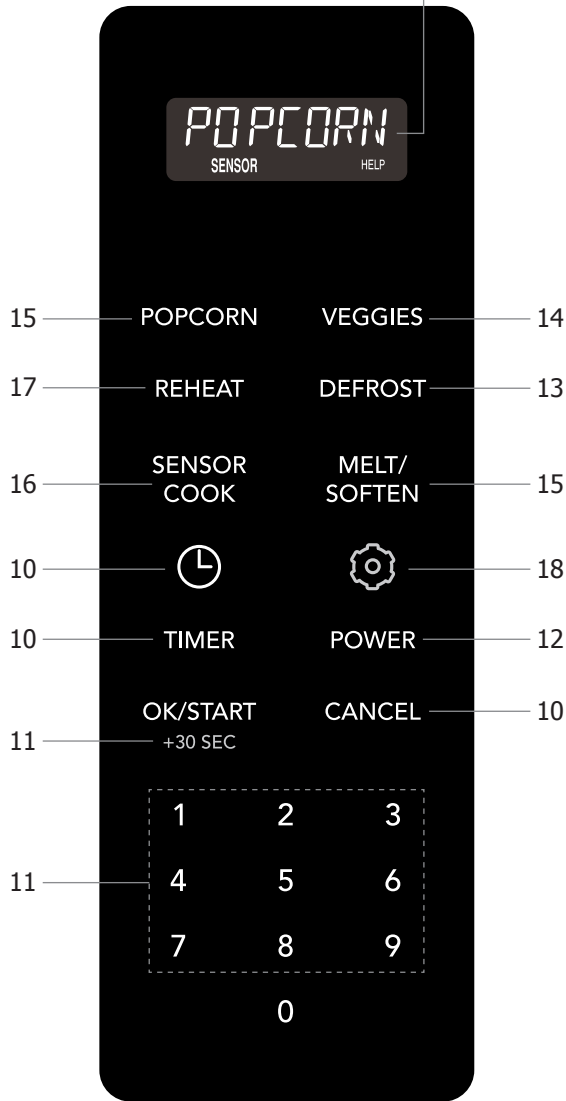 POPCORN
SENSOR HELP
15 POPCORN VEGGIES 14
17 REHEAT DEFROST 13
SENSOR MELT/
16 COOK SOFTEN 15
10 18
10 TIMER POWER 12
OK/START CANCEL 10
11 +30 SEC
1 2 3
11 4 5 6
7 8 9
0